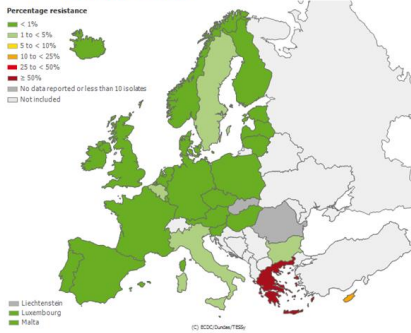 Percentage resistance
< 1%
1 to < 5%
5 to < 10%
10 to < 25%
25 to < 50%
≥ 50%
No data reported or less than 10 isolates
Not included
Liechtenstein
Luxembourg
Malta
(C) ECDC/Dundas/TESSy